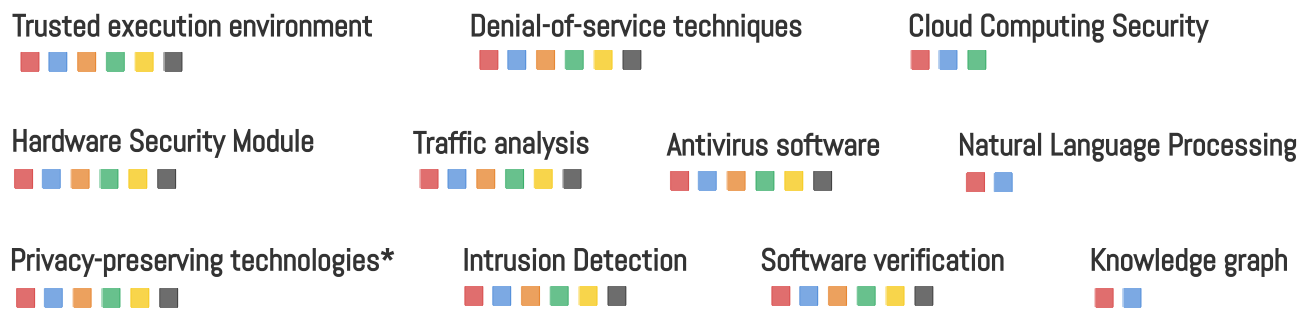 Trusted execution environment
Denial-of-service techniques
Cloud Computing Security
Hardware Security Module
Traffic analysis
Antivirus software
Natural Language Processing
Privacy-preserving technologies*
Intrusion Detection
Software verification
Knowledge graph